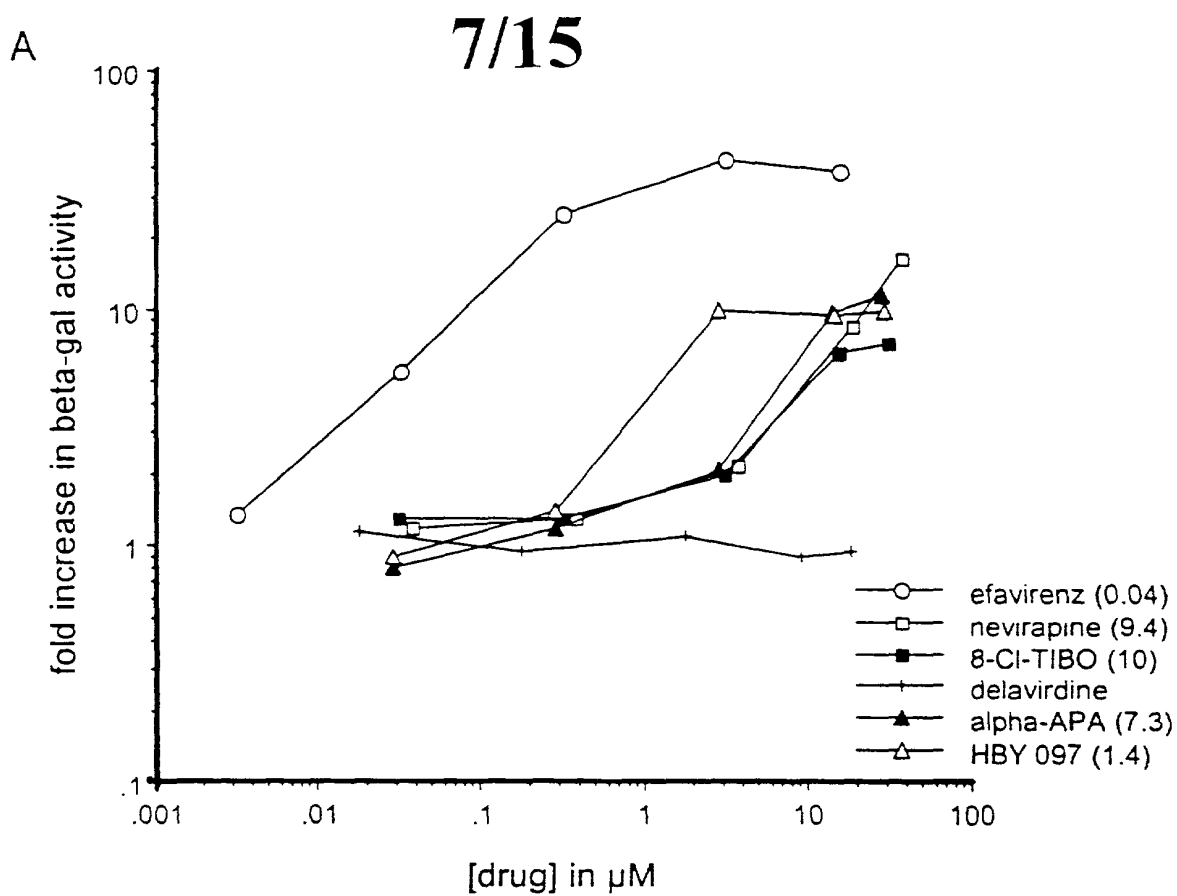 A
7/15
100
10
1
.1
.001
.01
.1
1
10
100
fold increase in beta-gal activity
[drug] in µM
efavirenz (0.04)
nevirapine (9.4)
8-Cl-TIBO (10)
delavirdine
alpha-APA (7.3)
HBY 097 (1.4)